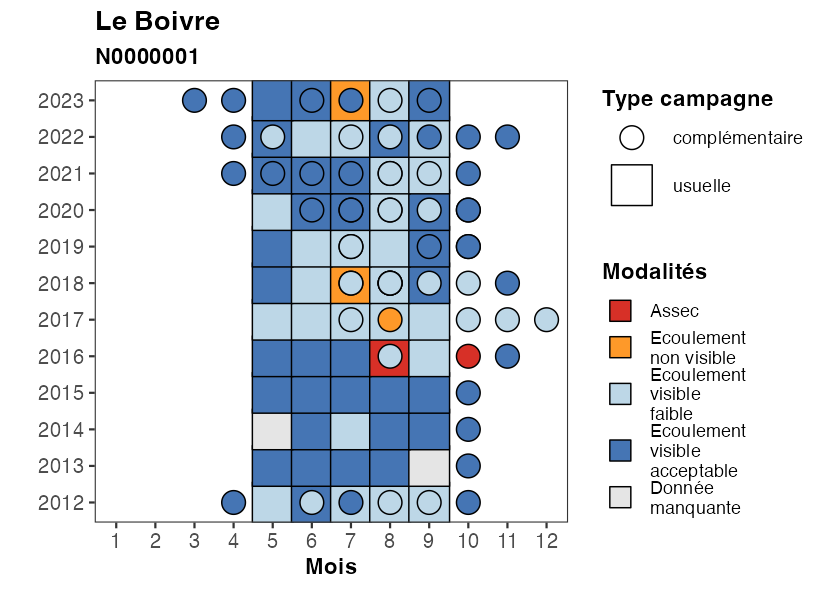 Le Boivre
N0000001
2023
2022
2021
2020
2019
2018
2017
2016
2015
2014
2013
2012
1 2 3 4 5 6 7 8 9 10 11 12
Mois
Type campagne
complémentaire
usuelle
Modalités
Assec
Ecoulement
non visible
Ecoulement
visible
faible
Ecoulement
visible
acceptable
Donnée
manquante